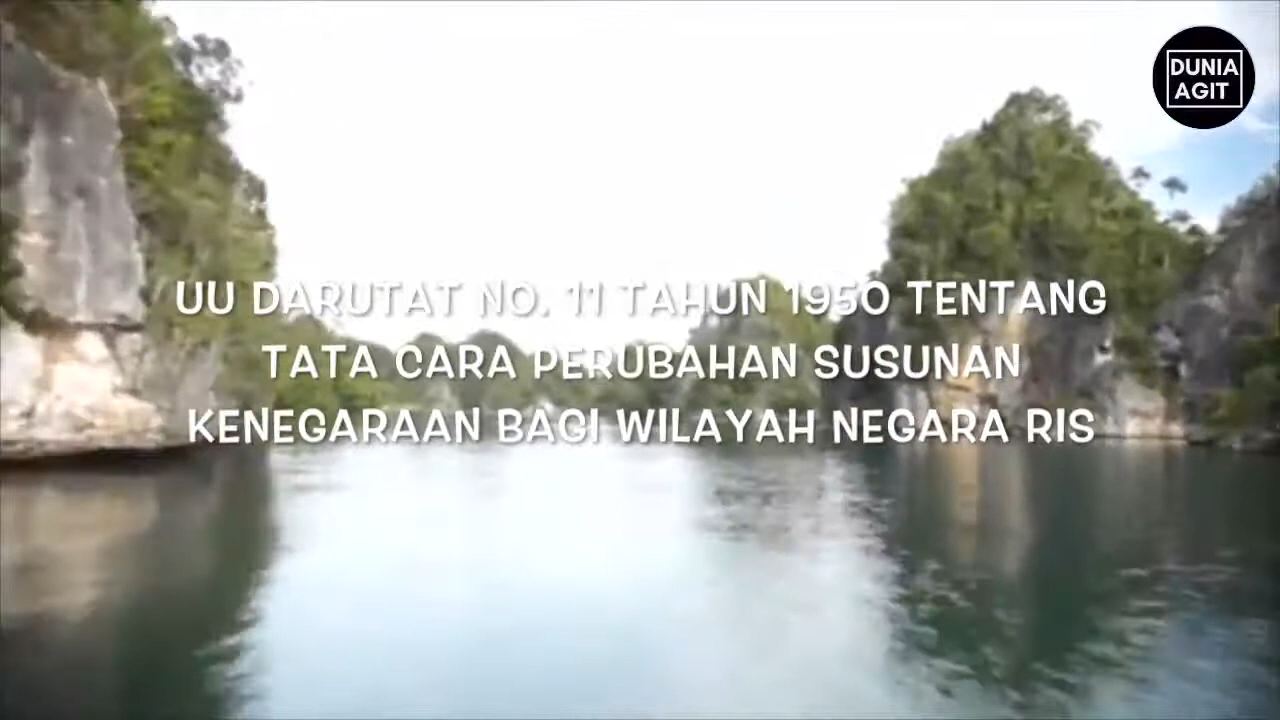 DUNIA
AGIT
UU DARUTAT NO. 11 TAHUN 1950 TENTANG
TATA CARA PERUBAHAN SUSUNAN
KENEGARAAN BAGI WILAYAH NEGARA RIS